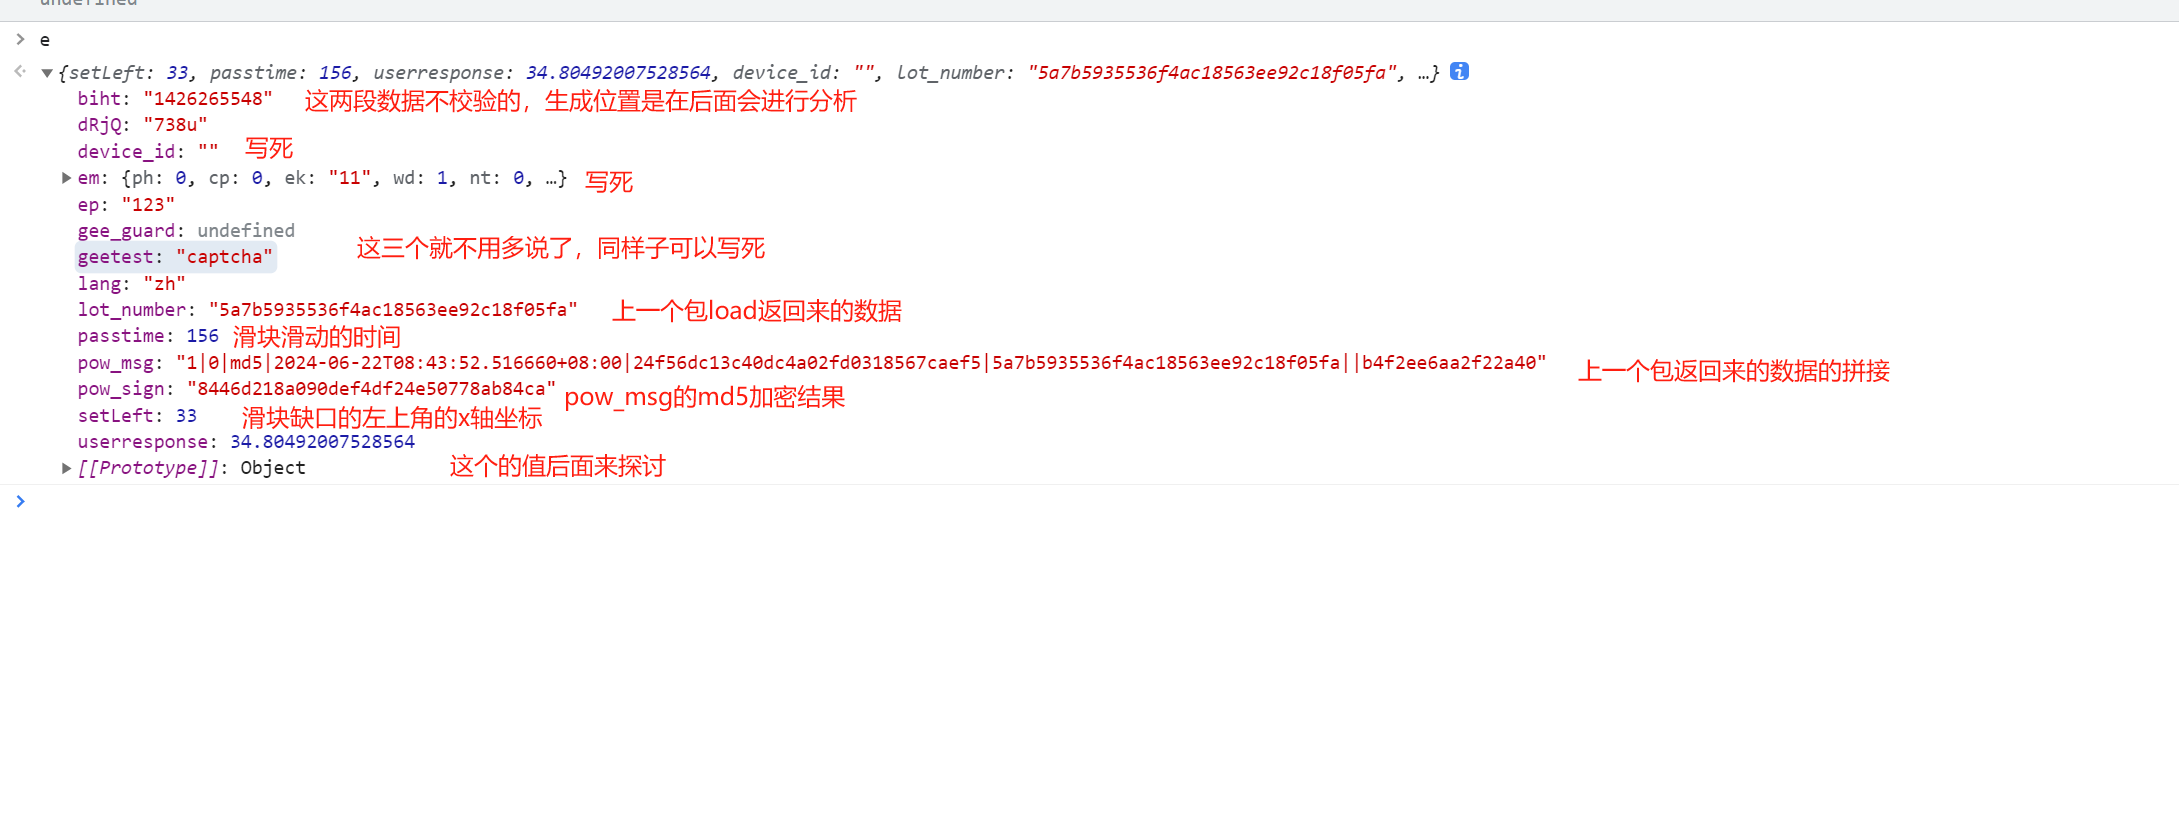 undefined
> e
▼{setLeft: 33, passtime: 156, userresponse: 34.80492007528564, device_id: "", lot_number: "5a7b5935536f4ac18563ee92c18f05fa", …} i
biht: "1426265548" 这两段数据不校验的，生成位置是在后面会进行分析
dRjQ: "738u"
device_id: "" 写死
▶em: {ph: 0, cp: 0, ek: "11", wd: 1, nt: 0, …} 写死
ep: "123"
gee_guard: undefined
这三个就不用多说了，同样子可以写死
geetest: "captcha"
lang: "zh"
lot_number: "5a7b5935536f4ac18563ee92c18f05fa" 上一个包load返回来的数据
passtime: 156 滑块滑动的时间
pow_msg: "1|0|md5|2024-06-22T08:43:52.516660+08:00|24f56dc13c40dc4a02fd0318567caef5|5a7b5935536f4ac18563ee92c18f05fa||b4f2ee6aa2f22a40" 上一个包返回来的数据的拼接
pow_sign: "8446d218a090def4df24e50778ab84ca" pow_msg的md5加密结果
setLeft: 33 滑块缺口的左上角的x轴坐标
userresponse: 34.80492007528564
▶[[Prototype]]: Object 这个的值后面来探讨
>